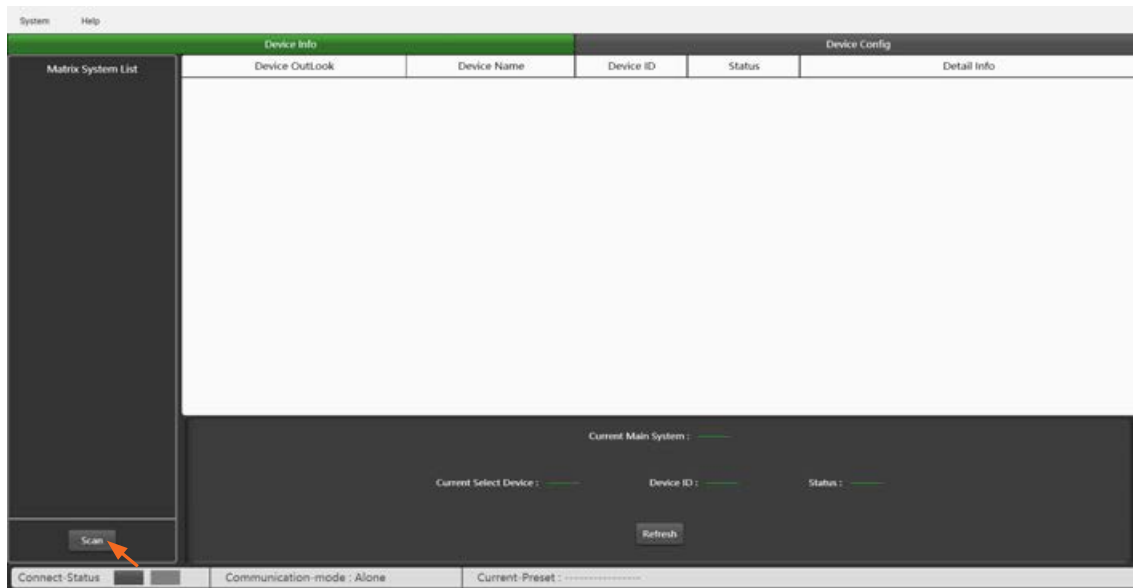 System Help
Device Info Device Config
Matrix System List Device OutLook Device Name Device ID Status Detail Info
Current Main System : --------
Current Select Device : -------- Device ID : -------- Status : --------
Scan Refresh
Connect-Status Communication-mode : Alone Current-Preset : ----------------